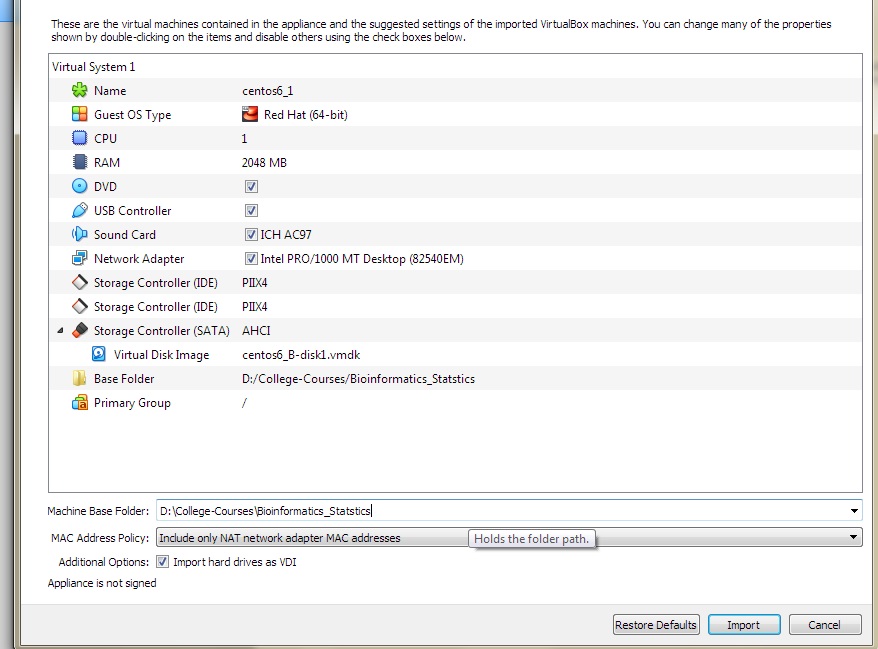 These are the virtual machines contained in the appliance and the suggested settings of the imported VirtualBox machines. You can change many of the properties
shown by double-clicking on the items and disable others using the check boxes below.
Virtual System 1
Name centos6_1
Guest OS Type Red Hat (64-bit)
CPU 1
RAM 2048 MB
DVD
USB Controller
Sound Card ICH AC97
Network Adapter Intel PRO/1000 MT Desktop (82540EM)
Storage Controller (IDE) PIIX4
Storage Controller (IDE) PIIX4
Storage Controller (SATA) AHCI
Virtual Disk Image centos6_B-disk1.vmdk
Base Folder D:/College-Courses/Bioinformatics_Statstics
Primary Group /
Machine Base Folder: D:\College-Courses\Bioinformatics_Statstics
MAC Address Policy: Include only NAT network adapter MAC addresses
Holds the folder path.
Additional Options: Import hard drives as VDI
Appliance is not signed
Restore Defaults Import Cancel